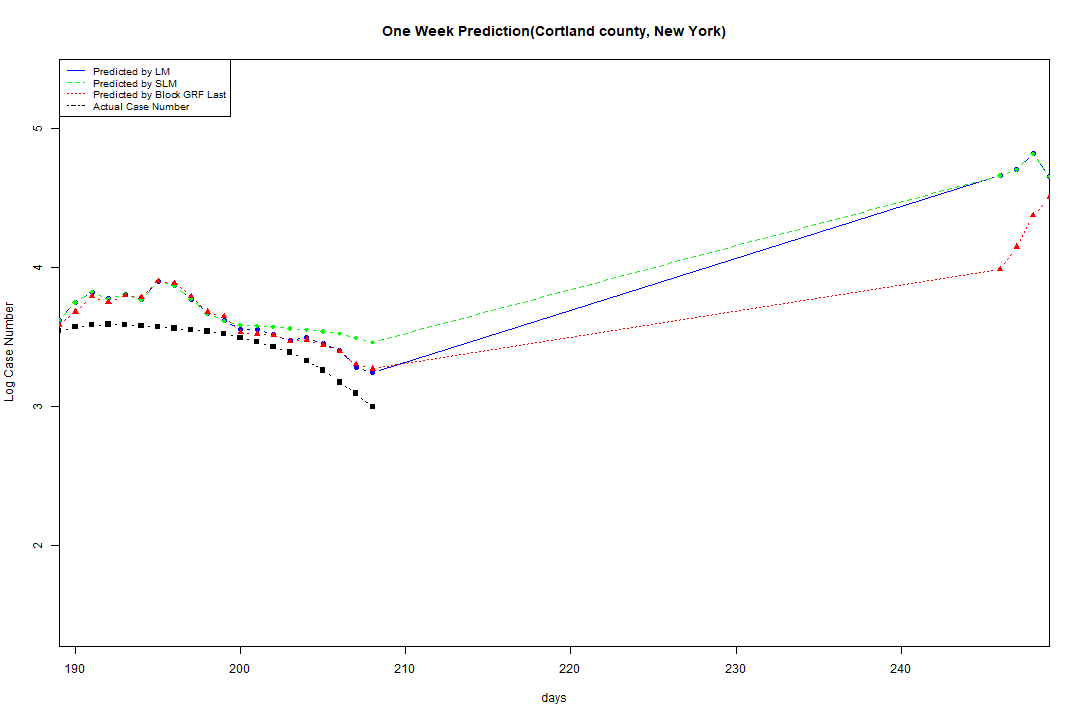 One Week Prediction(Cortland county, New York)
Predicted by LM
Predicted by SLM
Predicted by Block GRF Last
Actual Case Number
5
4
3
2
Log Case Number
190 200 210 220 230 240
days